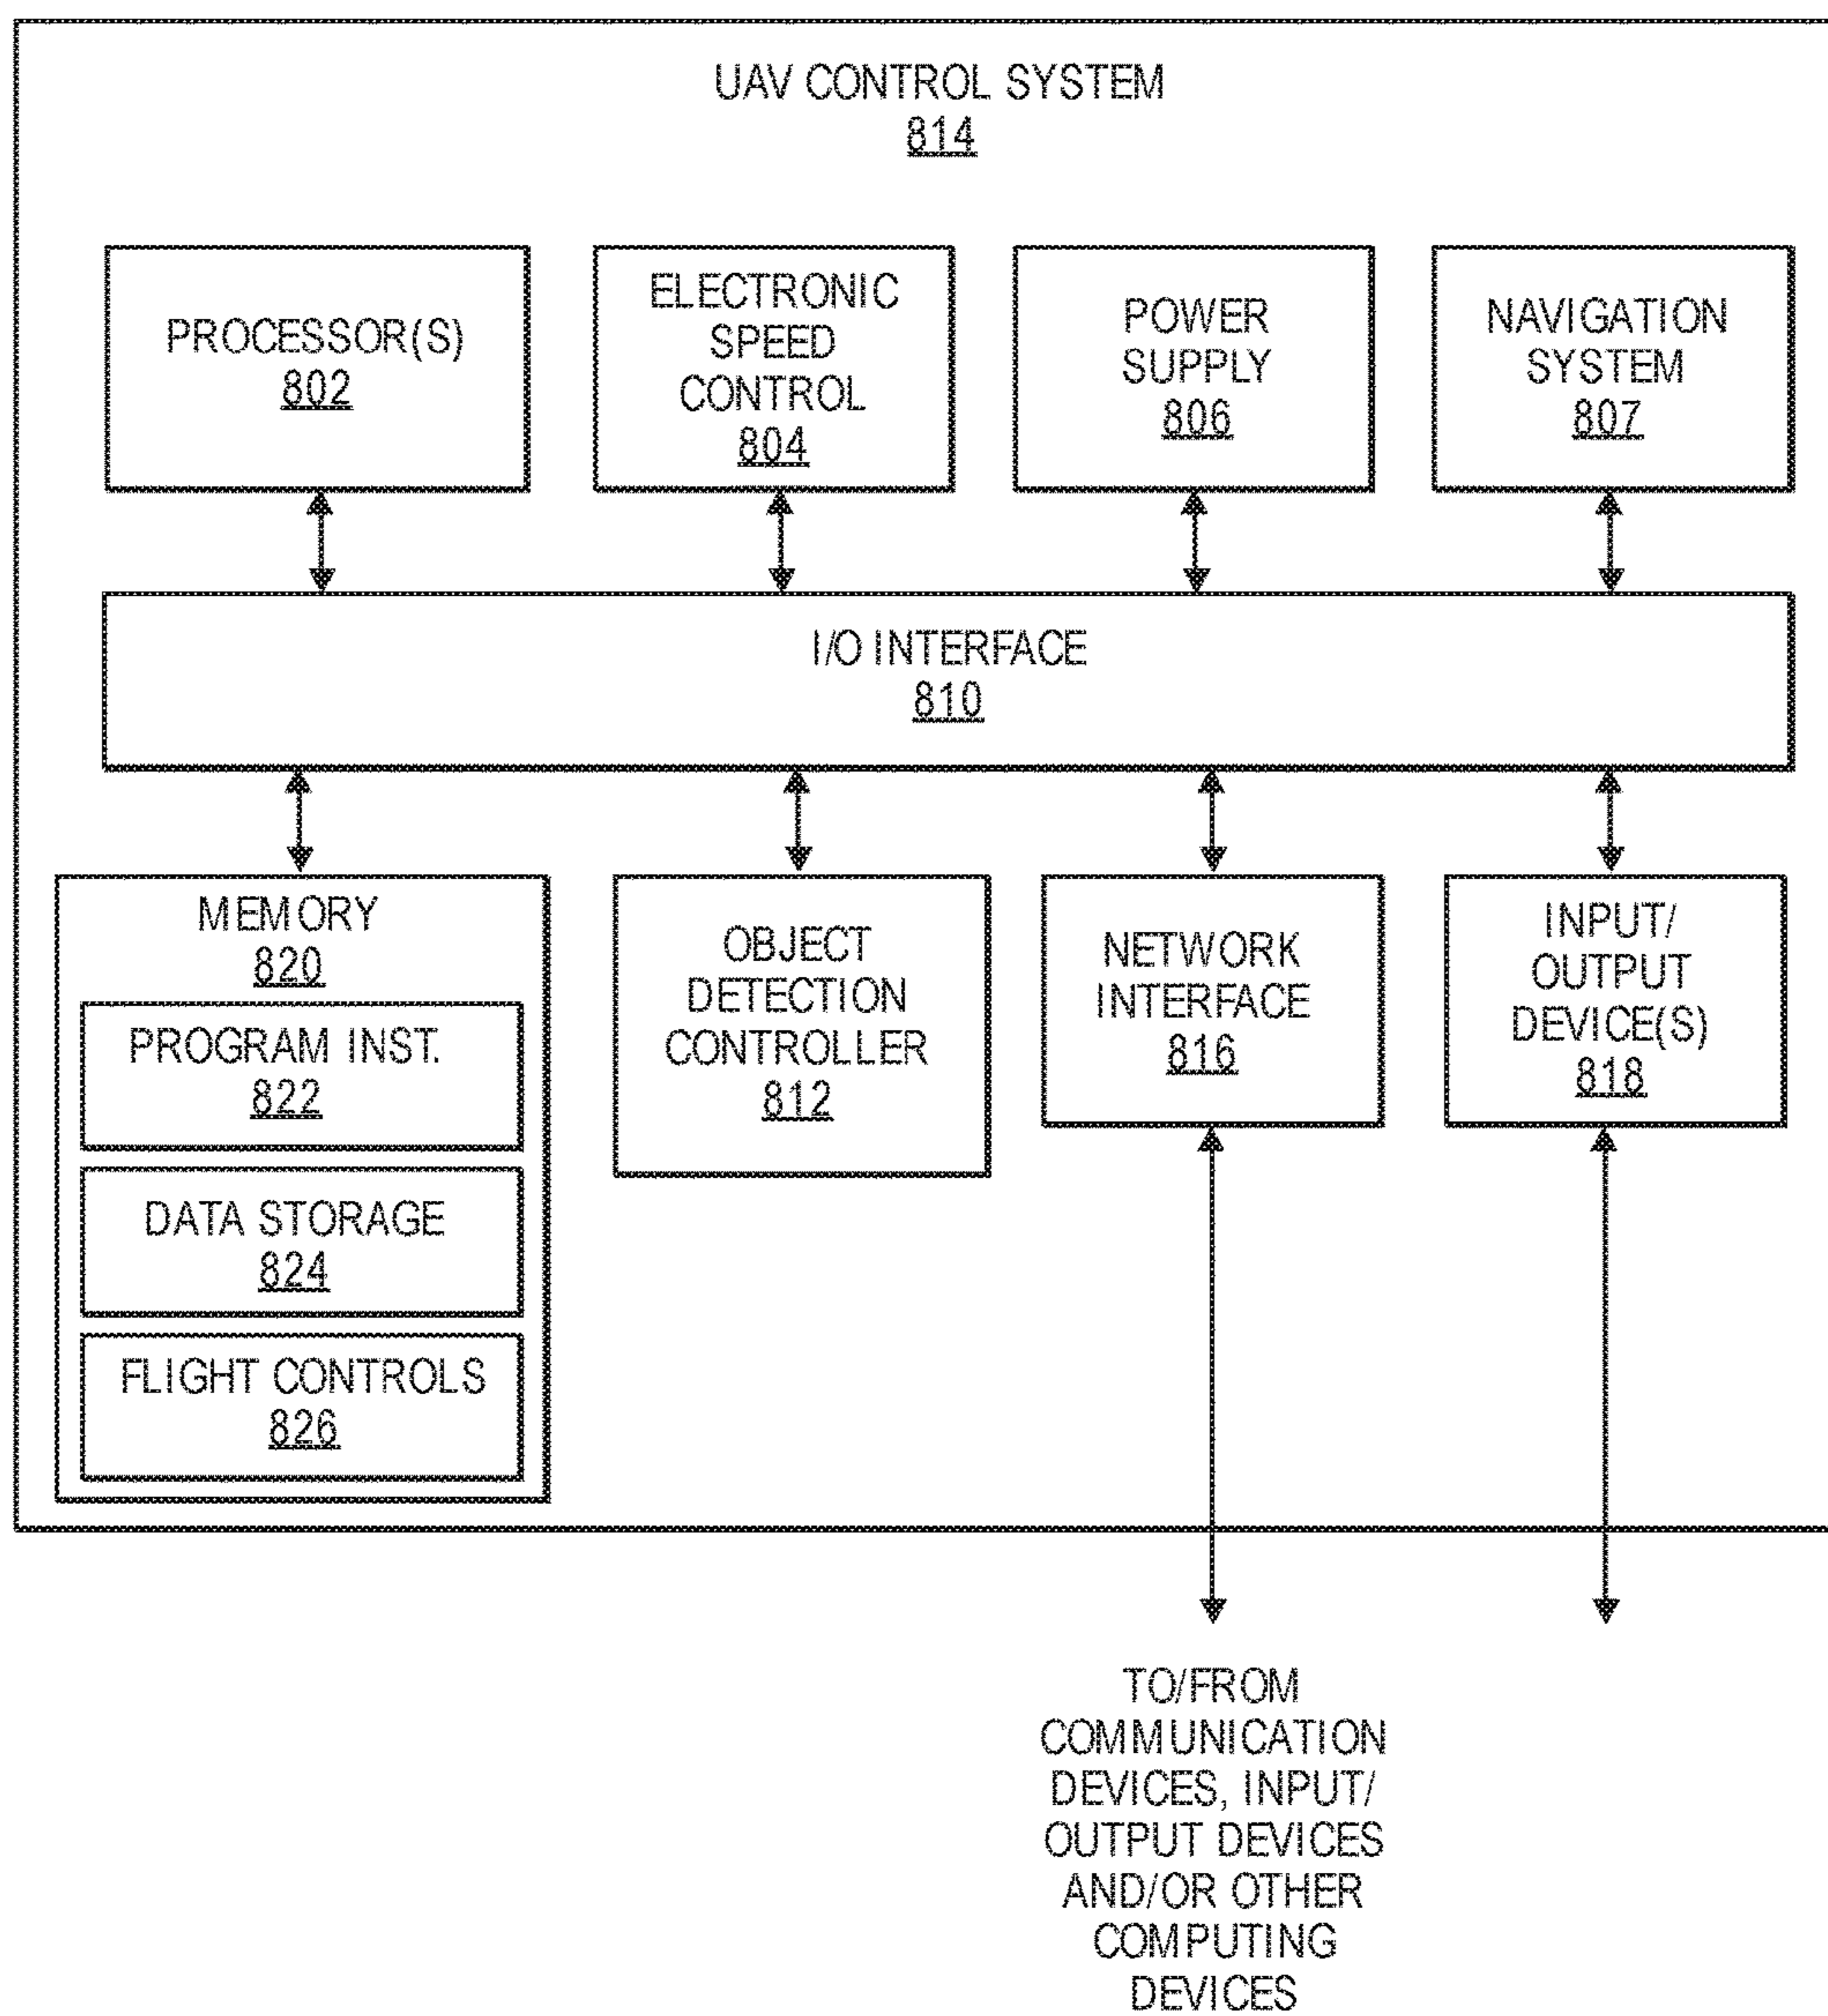 UAV CONTROL SYSTEM
814
PROCESSOR(S)
802
ELECTRONIC
SPEED
CONTROL
804
POWER
SUPPLY
806
NAVIGATION
SYSTEM
807
I/O INTERFACE
810
MEMORY
820
PROGRAM INST.
822
DATA STORAGE
824
FLIGHT CONTROLS
826
OBJECT
DETECTION
CONTROLLER
812
NETWORK
INTERFACE
816
INPUT/
OUTPUT
DEVICE(S)
818
TO/FROM
COMMUNICATION
DEVICES, INPUT/
OUTPUT DEVICES
AND/OR OTHER
COMPUTING
DEVICES